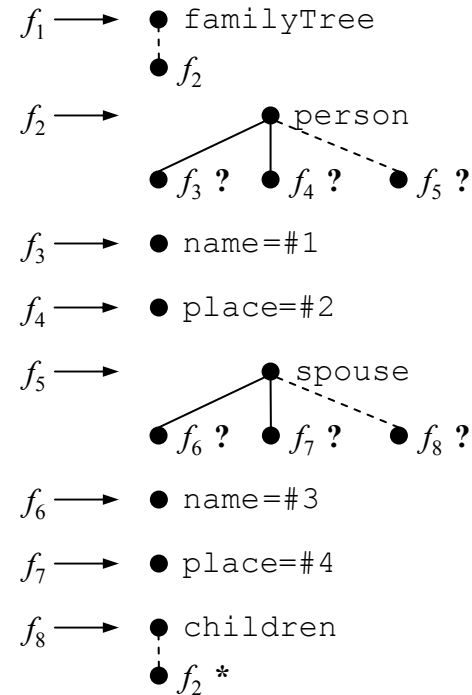 f₁ → ● familyTree
● f₂
f₂ → ● person
● f₃ ? ● f₄ ? ● f₅ ?
f₃ → ● name=#1
f₄ → ● place=#2
f₅ → ● spouse
● f₆ ? ● f₇ ? ● f₈ ?
f₆ → ● name=#3
f₇ → ● place=#4
f₈ → ● children
● f₂ *